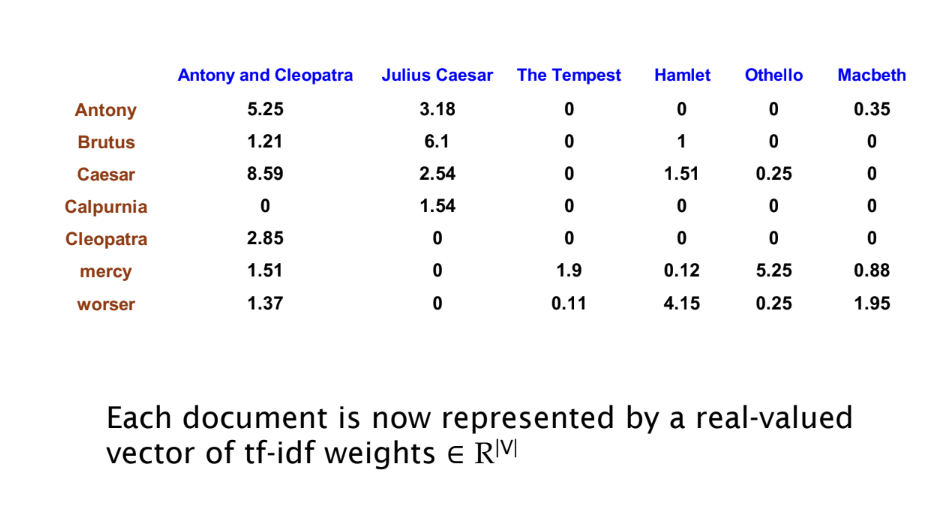 Antony and Cleopatra Julius Caesar The Tempest Hamlet Othello Macbeth
Antony 5.25 3.18 0 0 0 0.35
Brutus 1.21 6.1 0 1 0 0
Caesar 8.59 2.54 0 1.51 0.25 0
Calpurnia 0 1.54 0 0 0 0
Cleopatra 2.85 0 0 0 0 0
mercy 1.51 0 1.9 0.12 5.25 0.88
worser 1.37 0 0.11 4.15 0.25 1.95
Each document is now represented by a real-valued
vector of tf-idf weights ∈ R|V|